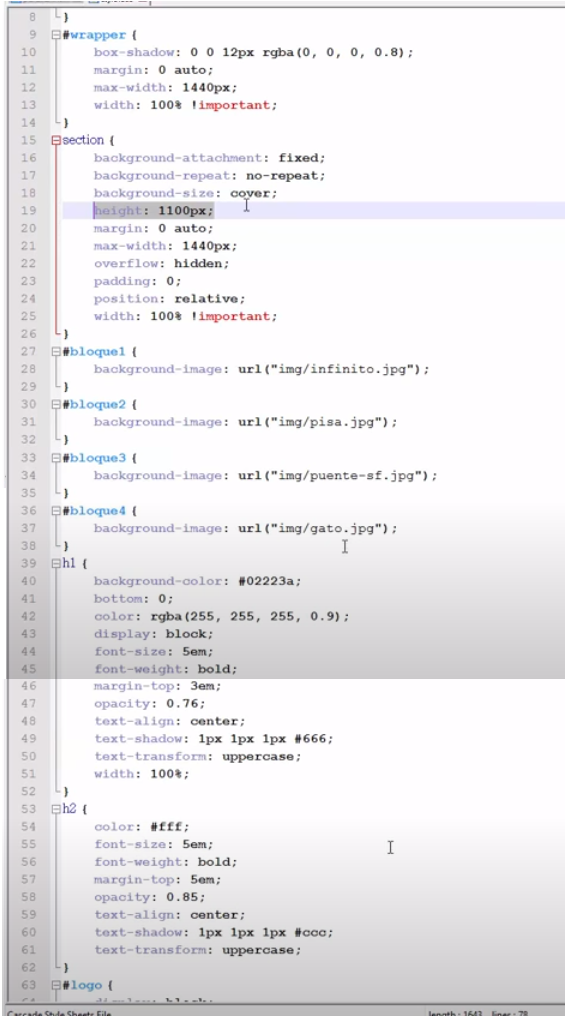 8 }
9 #wrapper {
10 box-shadow: 0 0 12px rgba(0, 0, 0, 0.8);
11 margin: 0 auto;
12 max-width: 1440px;
13 width: 100% !important;
14 }
15 section {
16 background-attachment: fixed;
17 background-repeat: no-repeat;
18 background-size: cover;
19 height: 1100px;
20 margin: 0 auto;
21 max-width: 1440px;
22 overflow: hidden;
23 padding: 0;
24 position: relative;
25 width: 100% !important;
26 }
27 #bloque1 {
28 background-image: url("img/infinito.jpg");
29 }
30 #bloque2 {
31 background-image: url("img/pisa.jpg");
32 }
33 #bloque3 {
34 background-image: url("img/puente-sf.jpg");
35 }
36 #bloque4 {
37 background-image: url("img/gato.jpg");
38 }
39 h1 {
40 background-color: #02223a;
41 bottom: 0;
42 color: rgba(255, 255, 255, 0.9);
43 display: block;
44 font-size: 5em;
45 font-weight: bold;
46 margin-top: 3em;
47 opacity: 0.76;
48 text-align: center;
49 text-shadow: 1px 1px 1px #666;
50 text-transform: uppercase;
51 width: 100%;
52 }
53 h2 {
54 color: #fff;
55 font-size: 5em;
56 font-weight: bold;
57 margin-top: 5em;
58 opacity: 0.85;
59 text-align: center;
60 text-shadow: 1px 1px 1px #ccc;
61 text-transform: uppercase;
62 }
63 #logo {
64 display: block;
Cascade Style Sheets File length : 1643 lines : 78